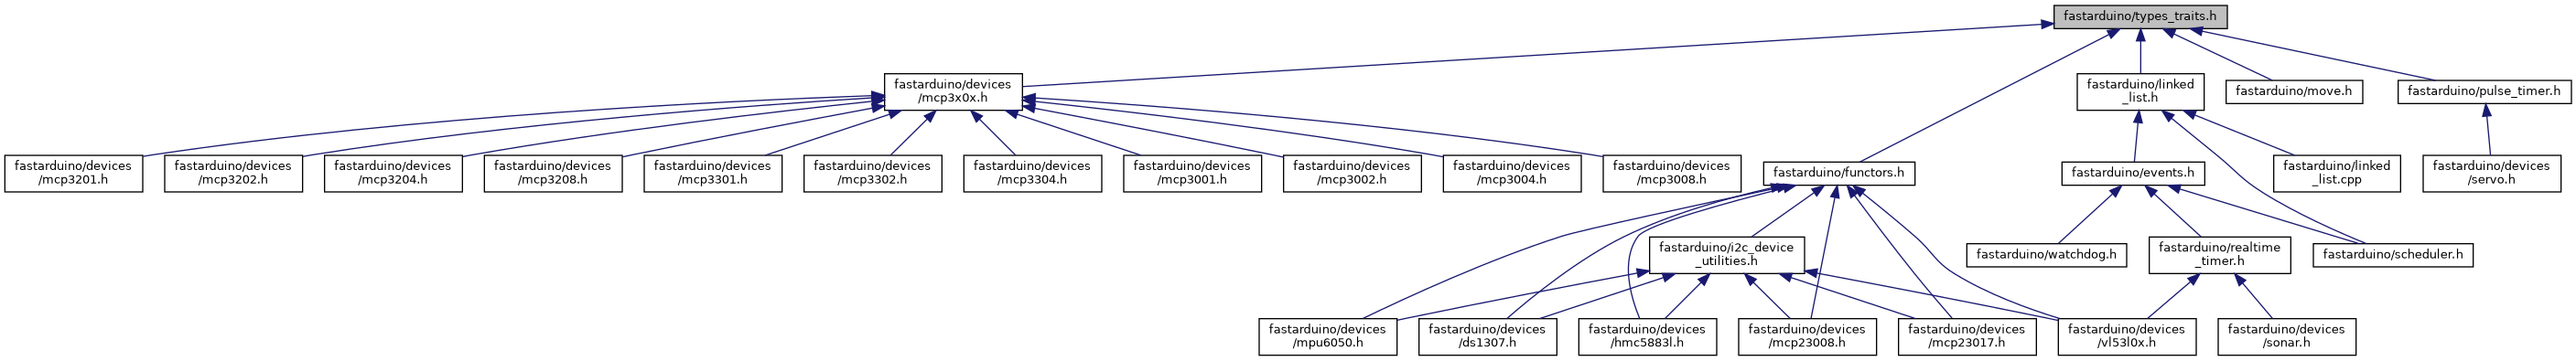 fastarduino/types_traits.h
fastarduino/devices
/mcp3x0x.h
fastarduino/linked
_list.h
fastarduino/move.h
fastarduino/pulse_timer.h
fastarduino/devices
/mcp3201.h
fastarduino/devices
/mcp3202.h
fastarduino/devices
/mcp3204.h
fastarduino/devices
/mcp3208.h
fastarduino/devices
/mcp3301.h
fastarduino/devices
/mcp3302.h
fastarduino/devices
/mcp3304.h
fastarduino/devices
/mcp3001.h
fastarduino/devices
/mcp3002.h
fastarduino/devices
/mcp3004.h
fastarduino/devices
/mcp3008.h
fastarduino/functors.h
fastarduino/events.h
fastarduino/linked
_list.cpp
fastarduino/devices
/servo.h
fastarduino/i2c_device
_utilities.h
fastarduino/watchdog.h
fastarduino/realtime
_timer.h
fastarduino/scheduler.h
fastarduino/devices
/mpu6050.h
fastarduino/devices
/ds1307.h
fastarduino/devices
/hmc5883l.h
fastarduino/devices
/mcp23008.h
fastarduino/devices
/mcp23017.h
fastarduino/devices
/vl53l0x.h
fastarduino/devices
/sonar.h